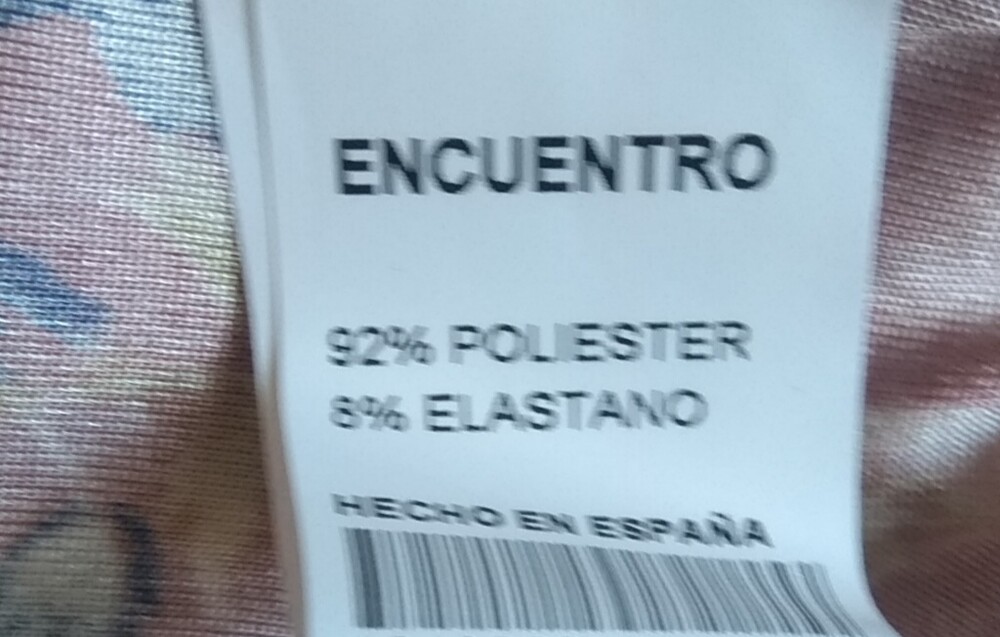 ENCUENTRO
92% POLIESTER
8% ELASTANO
HECHO EN ESPAÑA